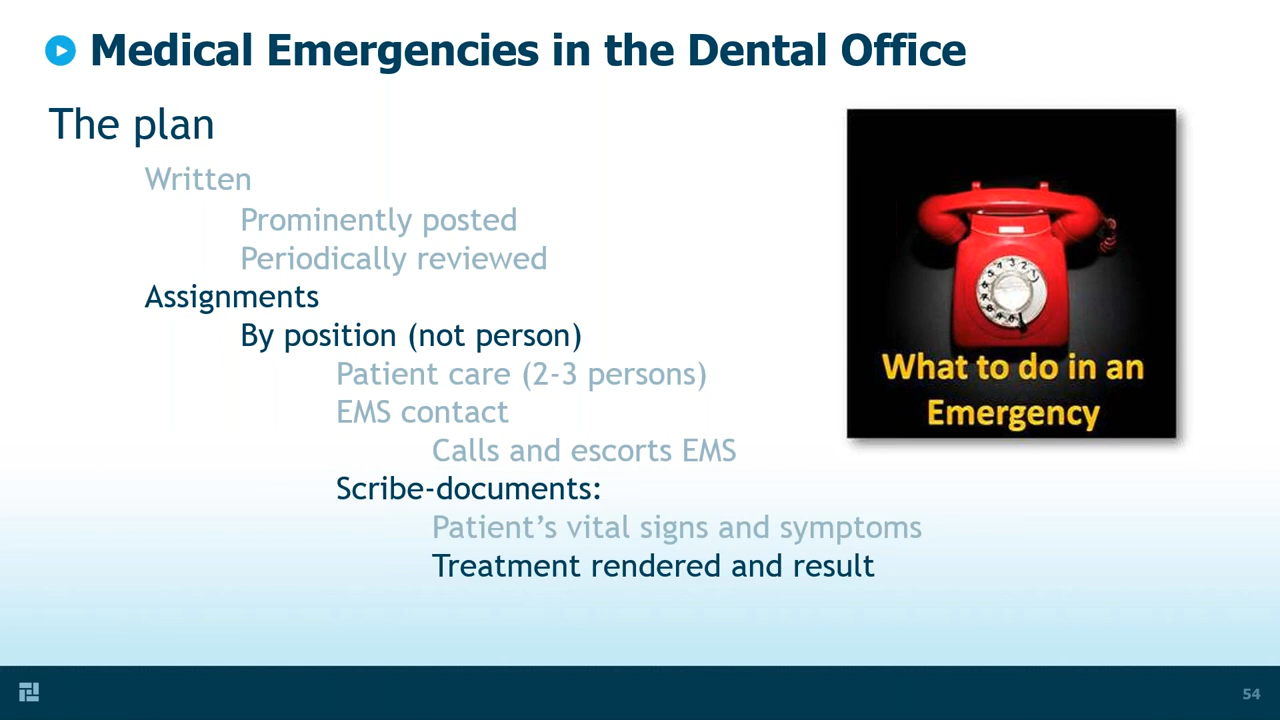 Medical Emergencies in the Dental Office
The plan
Written
Prominently posted
Periodically reviewed
Assignments
By position (not person)
Patient care (2-3 persons)
EMS contact
Calls and escorts EMS
Scribe-documents:
Patient’s vital signs and symptoms
Treatment rendered and result
What to do in an
Emergency
54